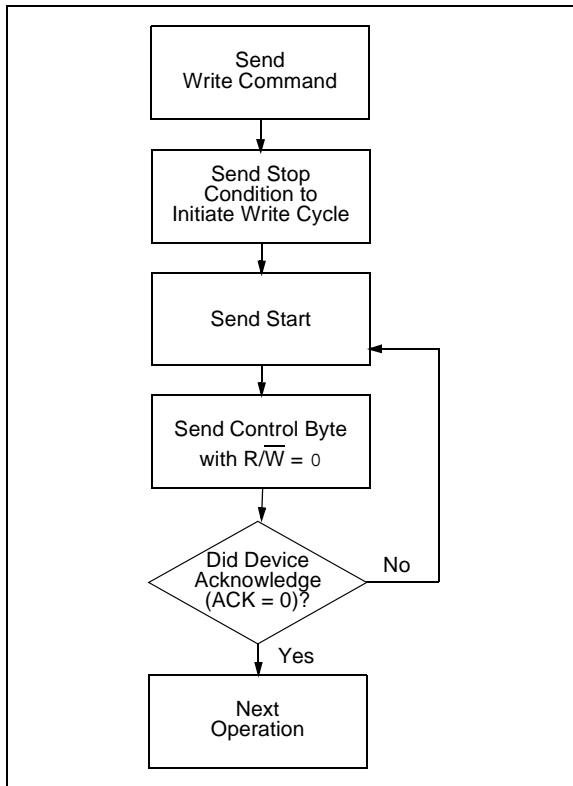 Send
Write Command
Send Stop
Condition to
Initiate Write Cycle
Send Start
Send Control Byte
with R/W̅ = 0
Did Device
Acknowledge
(ACK = 0)?
No
Yes
Next
Operation